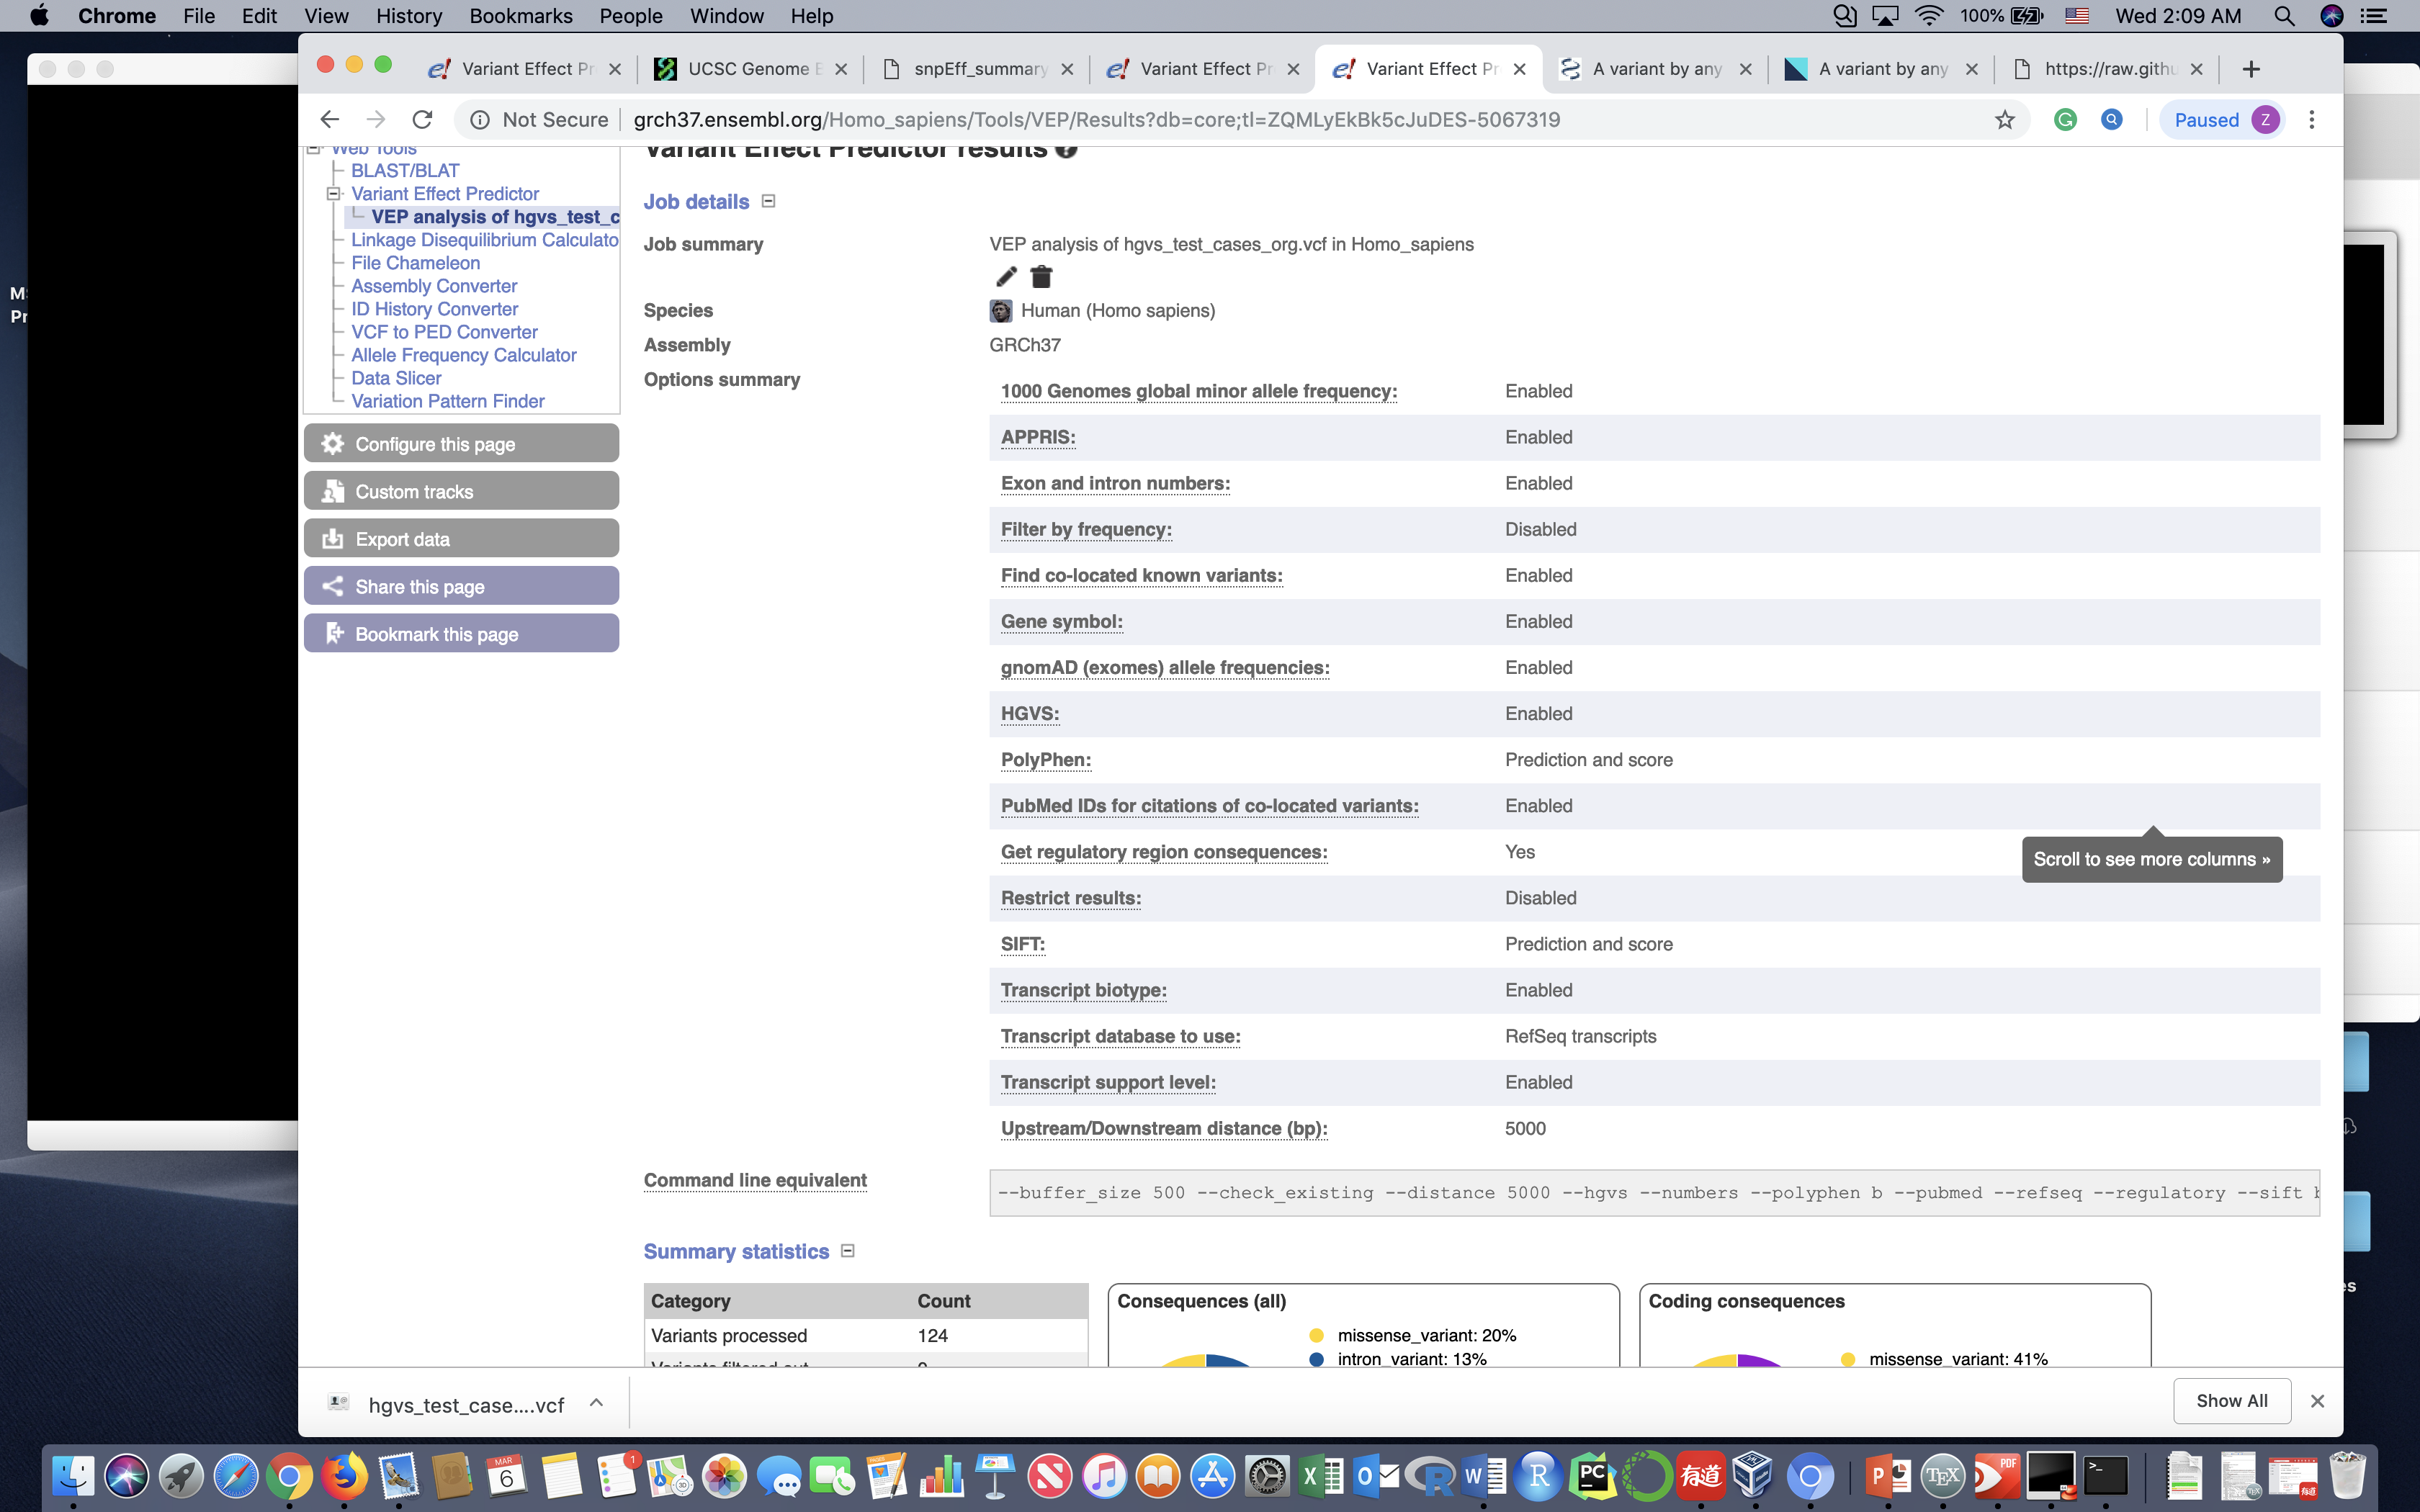 Chrome File Edit View History Bookmarks People Window Help 100% Wed 2:09 AM
Variant Effect Pr UCSC Genome snpEff_summary Variant Effect Pr Variant Effect Pr A variant by any A variant by any https://raw.githu
Not Secure grch37.ensembl.org/Homo_sapiens/Tools/VEP/Results?db=core;tl=ZQMLyEkBk5cJuDES-5067319 Paused Z
Web Tools
BLAST/BLAT
Variant Effect Predictor
VEP analysis of hgvs_test_c
Linkage Disequilibrium Calculato
File Chameleon
Assembly Converter
ID History Converter
VCF to PED Converter
Allele Frequency Calculator
Data Slicer
Variation Pattern Finder
Configure this page
Custom tracks
Export data
Share this page
Bookmark this page
Variant Effect Predictor results
Job details
Job summary VEP analysis of hgvs_test_cases_org.vcf in Homo_sapiens
Species Human (Homo sapiens)
Assembly GRCh37
Options summary
1000 Genomes global minor allele frequency: Enabled
APPRIS: Enabled
Exon and intron numbers: Enabled
Filter by frequency: Disabled
Find co-located known variants: Enabled
Gene symbol: Enabled
gnomAD (exomes) allele frequencies: Enabled
HGVS: Enabled
PolyPhen: Prediction and score
PubMed IDs for citations of co-located variants: Enabled
Get regulatory region consequences: Yes
Scroll to see more columns »
Restrict results: Disabled
SIFT: Prediction and score
Transcript biotype: Enabled
Transcript database to use: RefSeq transcripts
Transcript support level: Enabled
Upstream/Downstream distance (bp): 5000
Command line equivalent --buffer_size 500 --check_existing --distance 5000 --hgvs --numbers --polyphen b --pubmed --refseq --regulatory --sift b
Summary statistics
Category Count
Variants processed 124
Variants filtered out 0
Consequences (all)
missense_variant: 20%
intron_variant: 13%
Coding consequences
missense_variant: 41%
hgvs_test_case....vcf
Show All
MAR
6
1
有道
PDF
TEX